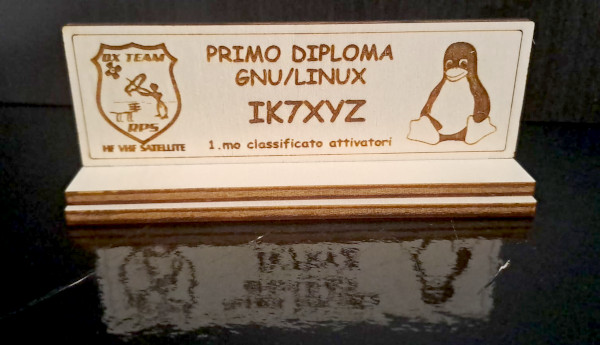 DX TEAM
RPS
HF VHF SATELLITE
PRIMO DIPLOMA
GNU/LINUX
IK7XYZ
1.mo classificato attivatori